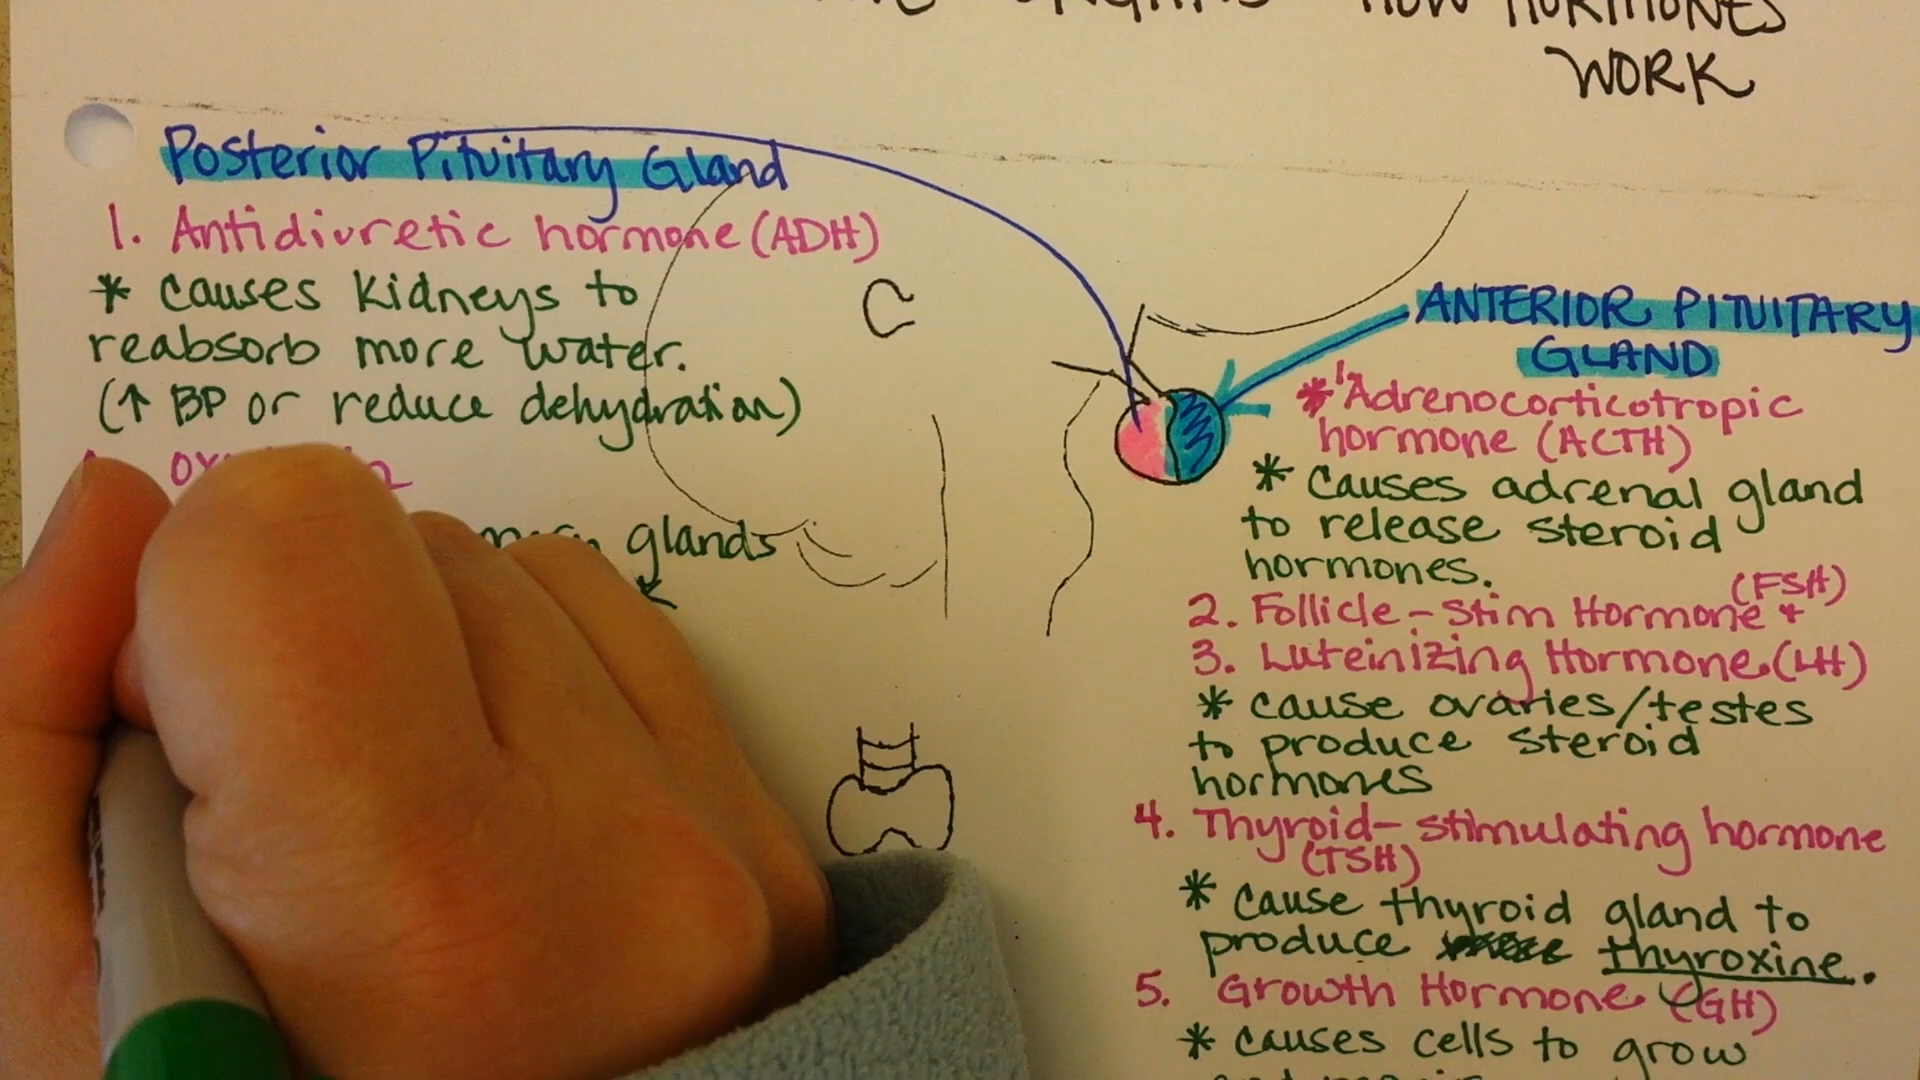 HOW HORMONES
WORK
Posterior Pituitary Gland
1. Antidiuretic hormone (ADH)
* causes kidneys to
reabsorb more water.
(↑ BP or reduce dehydration)
glands
C
ANTERIOR PITUITARY
GLAND
*1 Adrenocorticotropic
hormone (ACTH)
* causes adrenal gland
to release steroid
hormones.
(FSH)
2. Follicle-Stim Hormone +
3. Luteinizing Hormone (LH)
* cause ovaries/testes
to produce steroid
hormones
4. Thyroid-stimulating hormone
(TSH)
* cause thyroid gland to
produce thyroxine.
5. Growth Hormone (GH)
* causes cells to grow